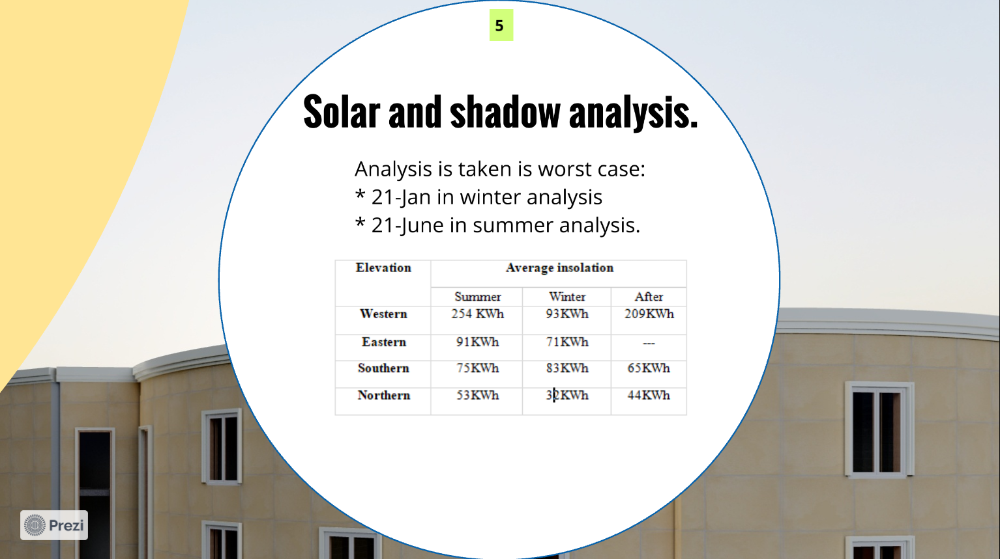 5
Solar and shadow analysis.
Analysis is taken is worst case:
* 21-Jan in winter analysis
* 21-June in summer analysis.
Elevation Average insolation
Summer Winter After
Western 254 KWh 93KWh 209KWh
Eastern 91KWh 71KWh ---
Southern 75KWh 83KWh 65KWh
Northern 53KWh 32KWh 44KWh
Prezi